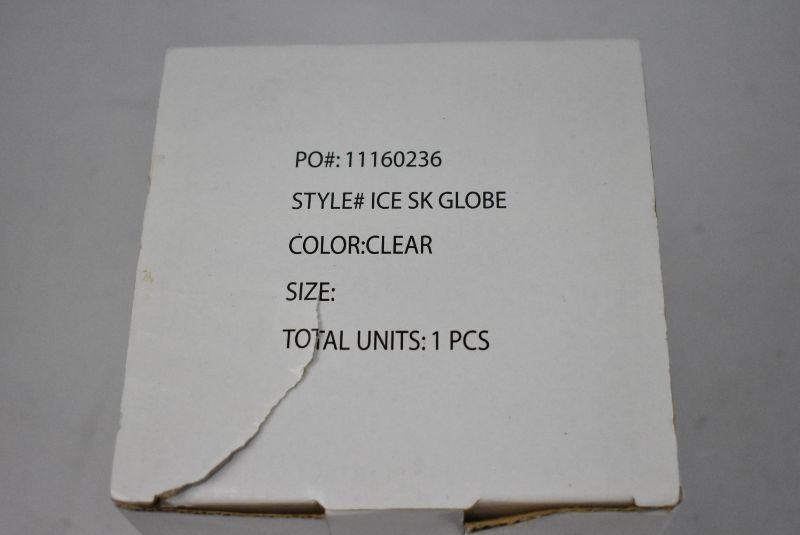 PO#: 11160236
STYLE# ICE SK GLOBE
COLOR:CLEAR
SIZE:
TOTAL UNITS: 1 PCS